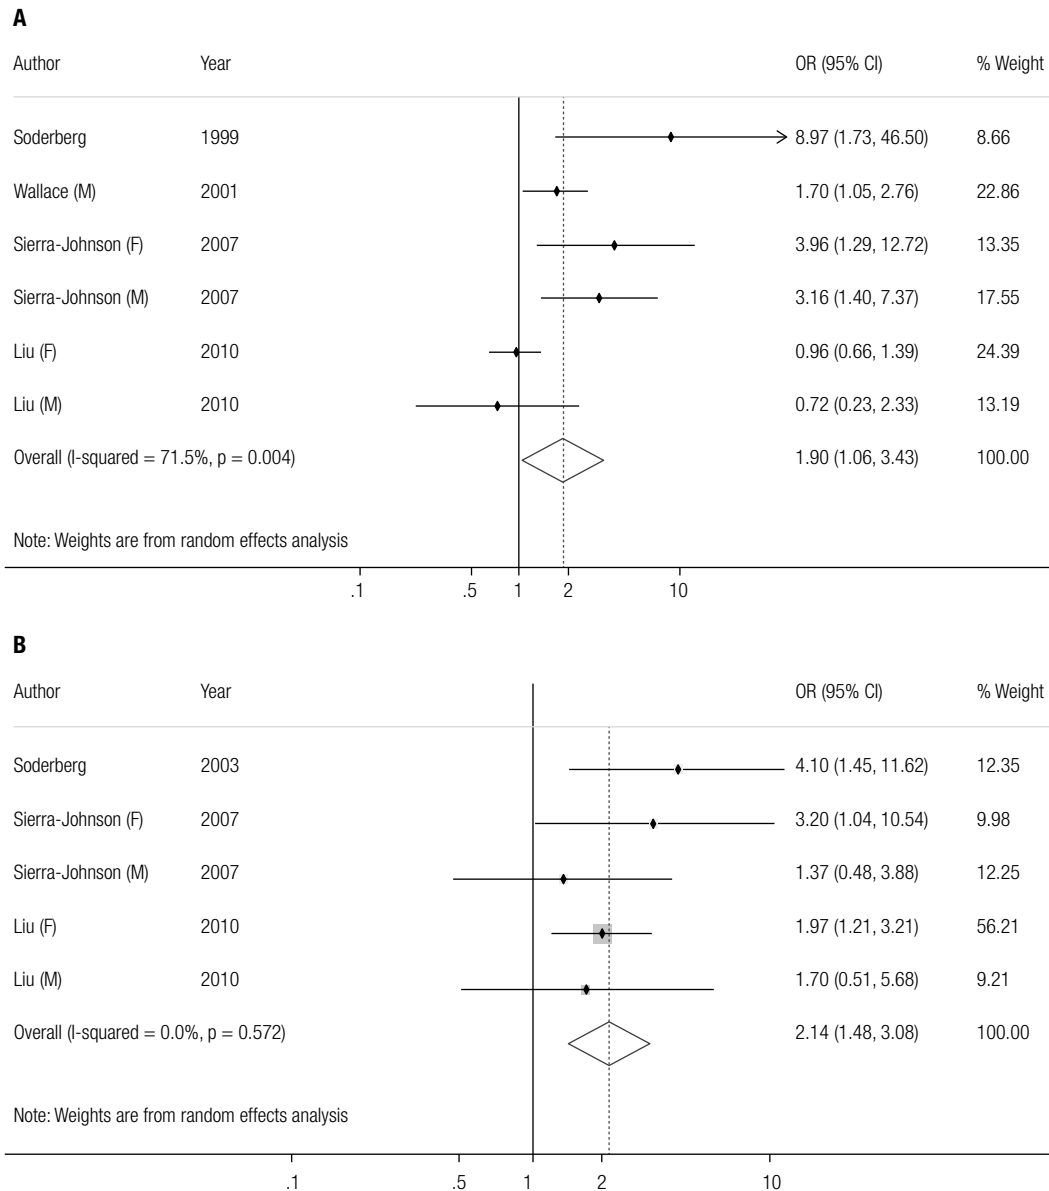 A
Author Year OR (95% CI) % Weight
Soderberg 1999 8.97 (1.73, 46.50) 8.66
Wallace (M) 2001 1.70 (1.05, 2.76) 22.86
Sierra-Johnson (F) 2007 3.96 (1.29, 12.72) 13.35
Sierra-Johnson (M) 2007 3.16 (1.40, 7.37) 17.55
Liu (F) 2010 0.96 (0.66, 1.39) 24.39
Liu (M) 2010 0.72 (0.23, 2.33) 13.19
Overall (I-squared = 71.5%, p = 0.004) 1.90 (1.06, 3.43) 100.00
Note: Weights are from random effects analysis
.1 .5 1 2 10
B
Author Year OR (95% CI) % Weight
Soderberg 2003 4.10 (1.45, 11.62) 12.35
Sierra-Johnson (F) 2007 3.20 (1.04, 10.54) 9.98
Sierra-Johnson (M) 2007 1.37 (0.48, 3.88) 12.25
Liu (F) 2010 1.97 (1.21, 3.21) 56.21
Liu (M) 2010 1.70 (0.51, 5.68) 9.21
Overall (I-squared = 0.0%, p = 0.572) 2.14 (1.48, 3.08) 100.00
Note: Weights are from random effects analysis
.1 .5 1 2 10